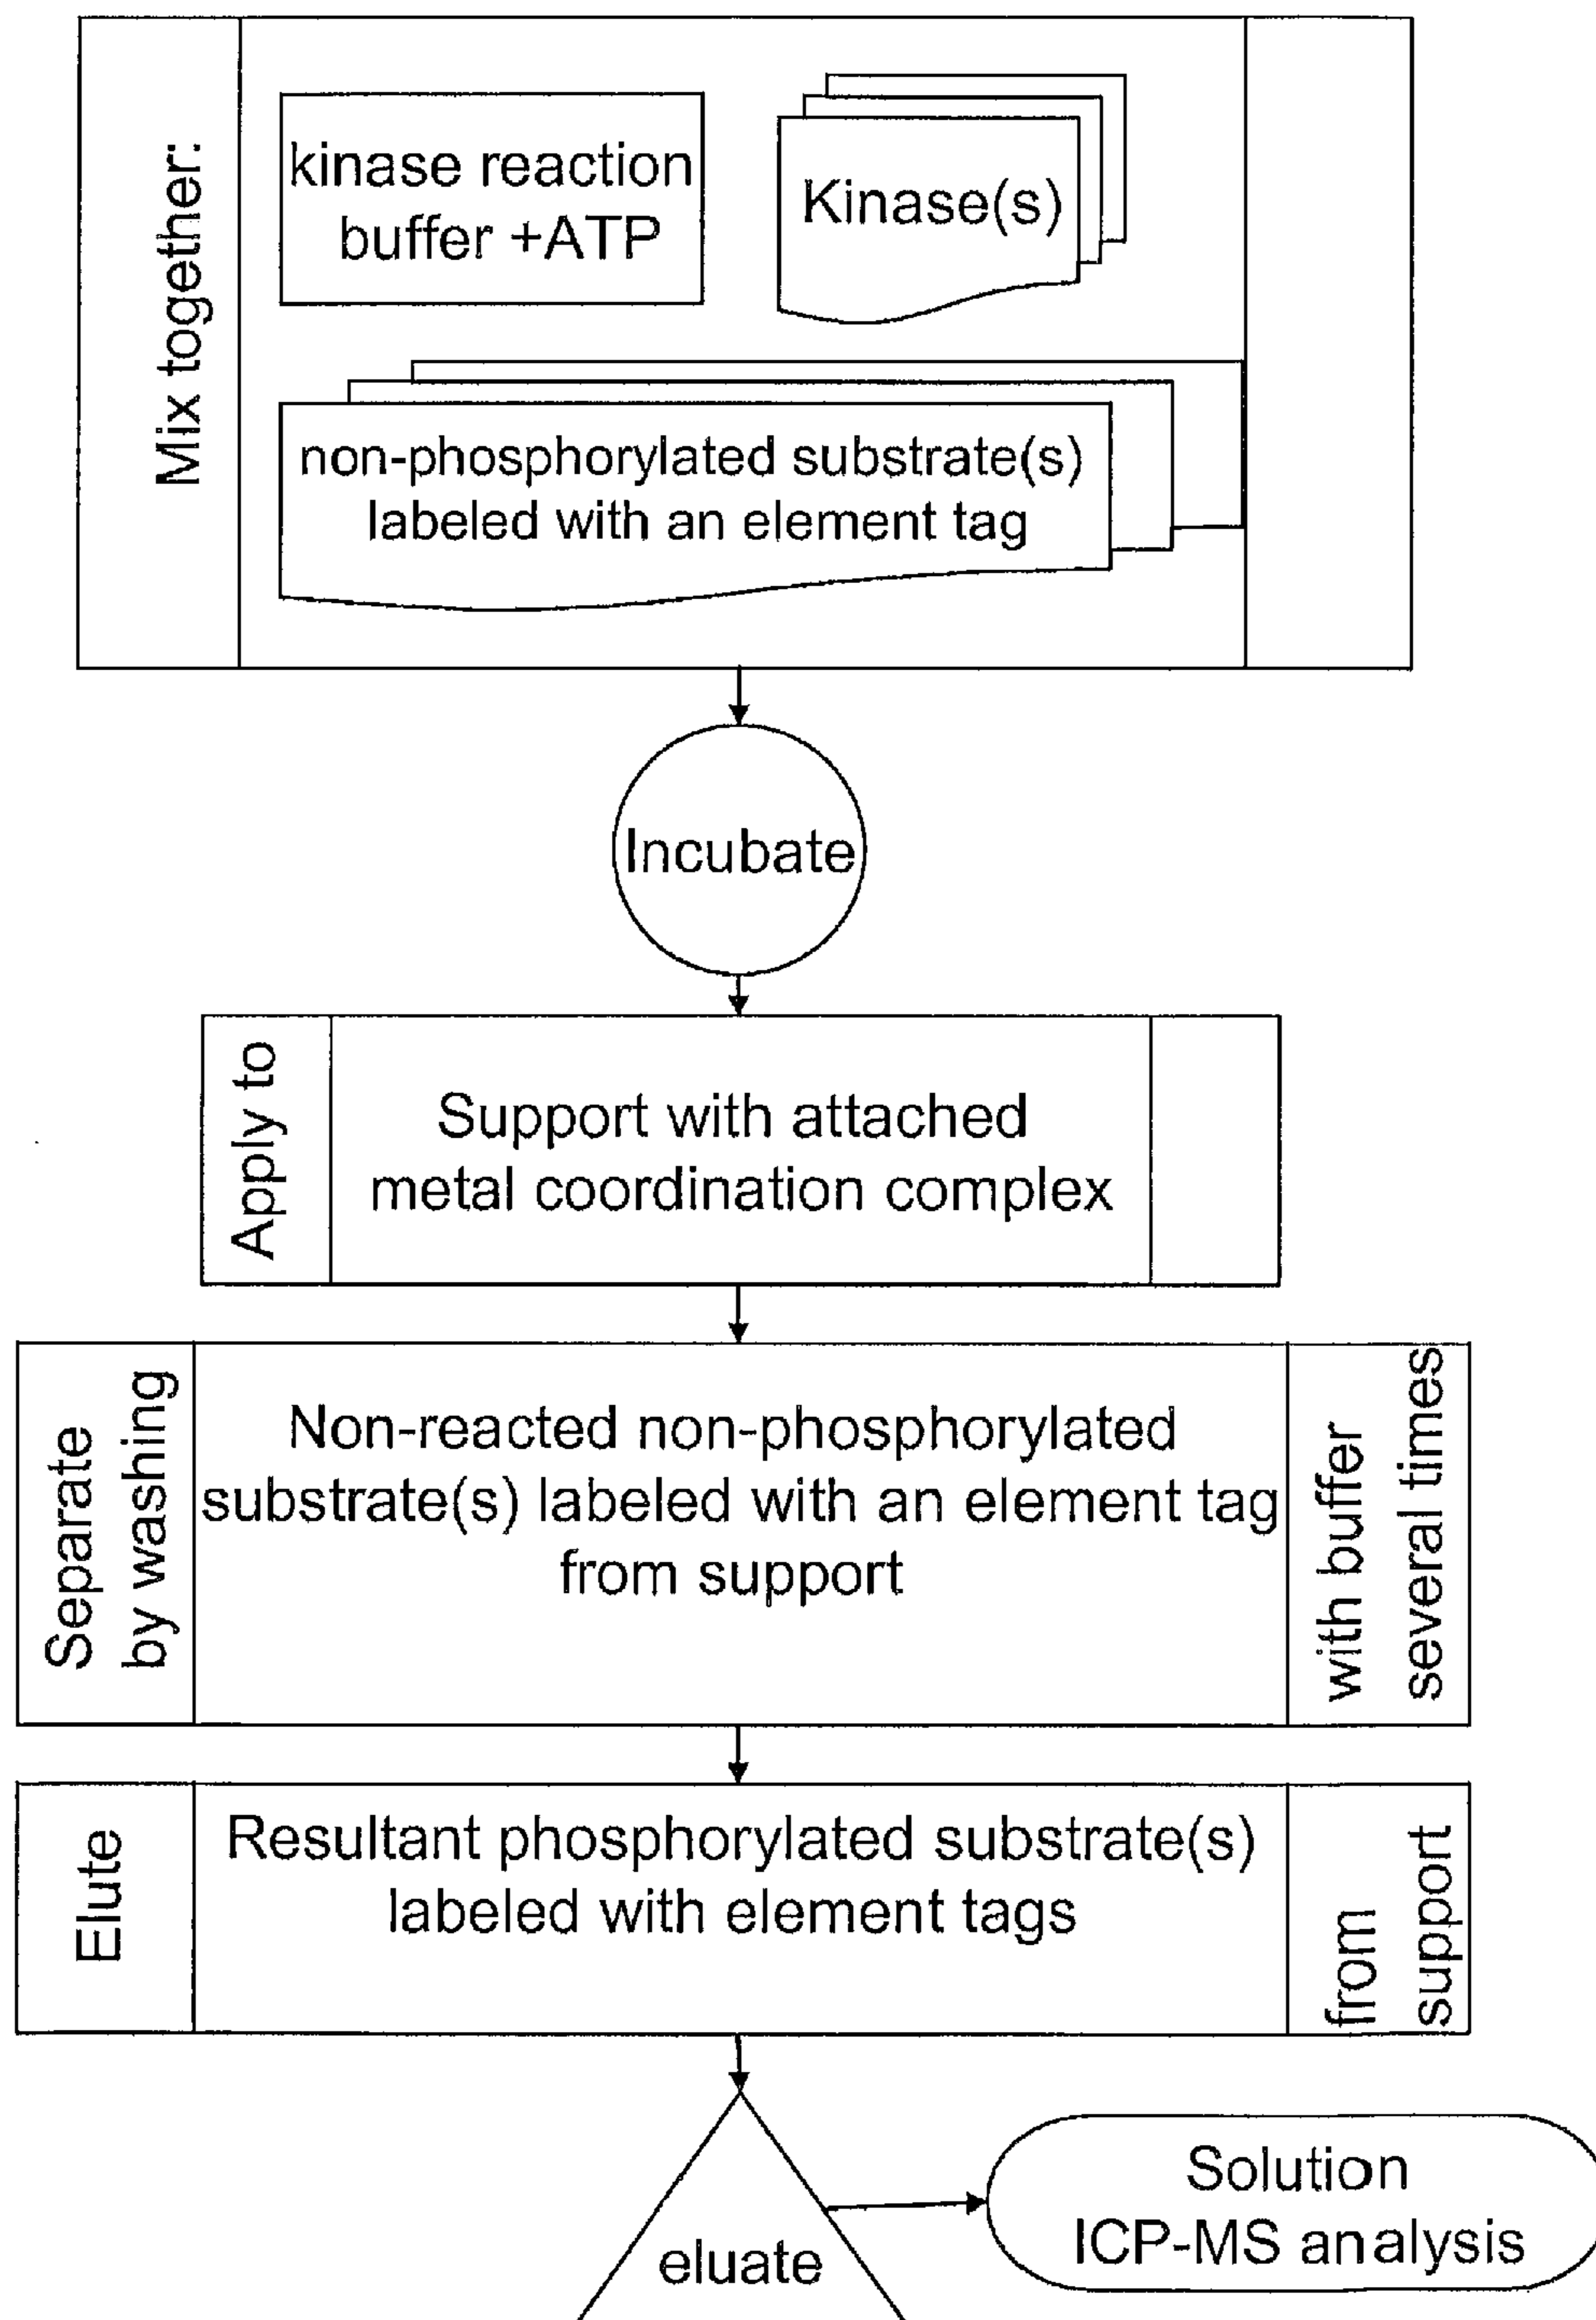 Mix together:
kinase reaction
buffer +ATP
Kinase(s)
non-phosphorylated substrate(s)
labeled with an element tag
Incubate
Apply to
Support with attached
metal coordination complex
Separate
by washing
Non-reacted non-phosphorylated
substrate(s) labeled with an element tag
from support
with buffer
several times
Elute
Resultant phosphorylated substrate(s)
labeled with element tags
from
support
eluate
Solution
ICP-MS analysis